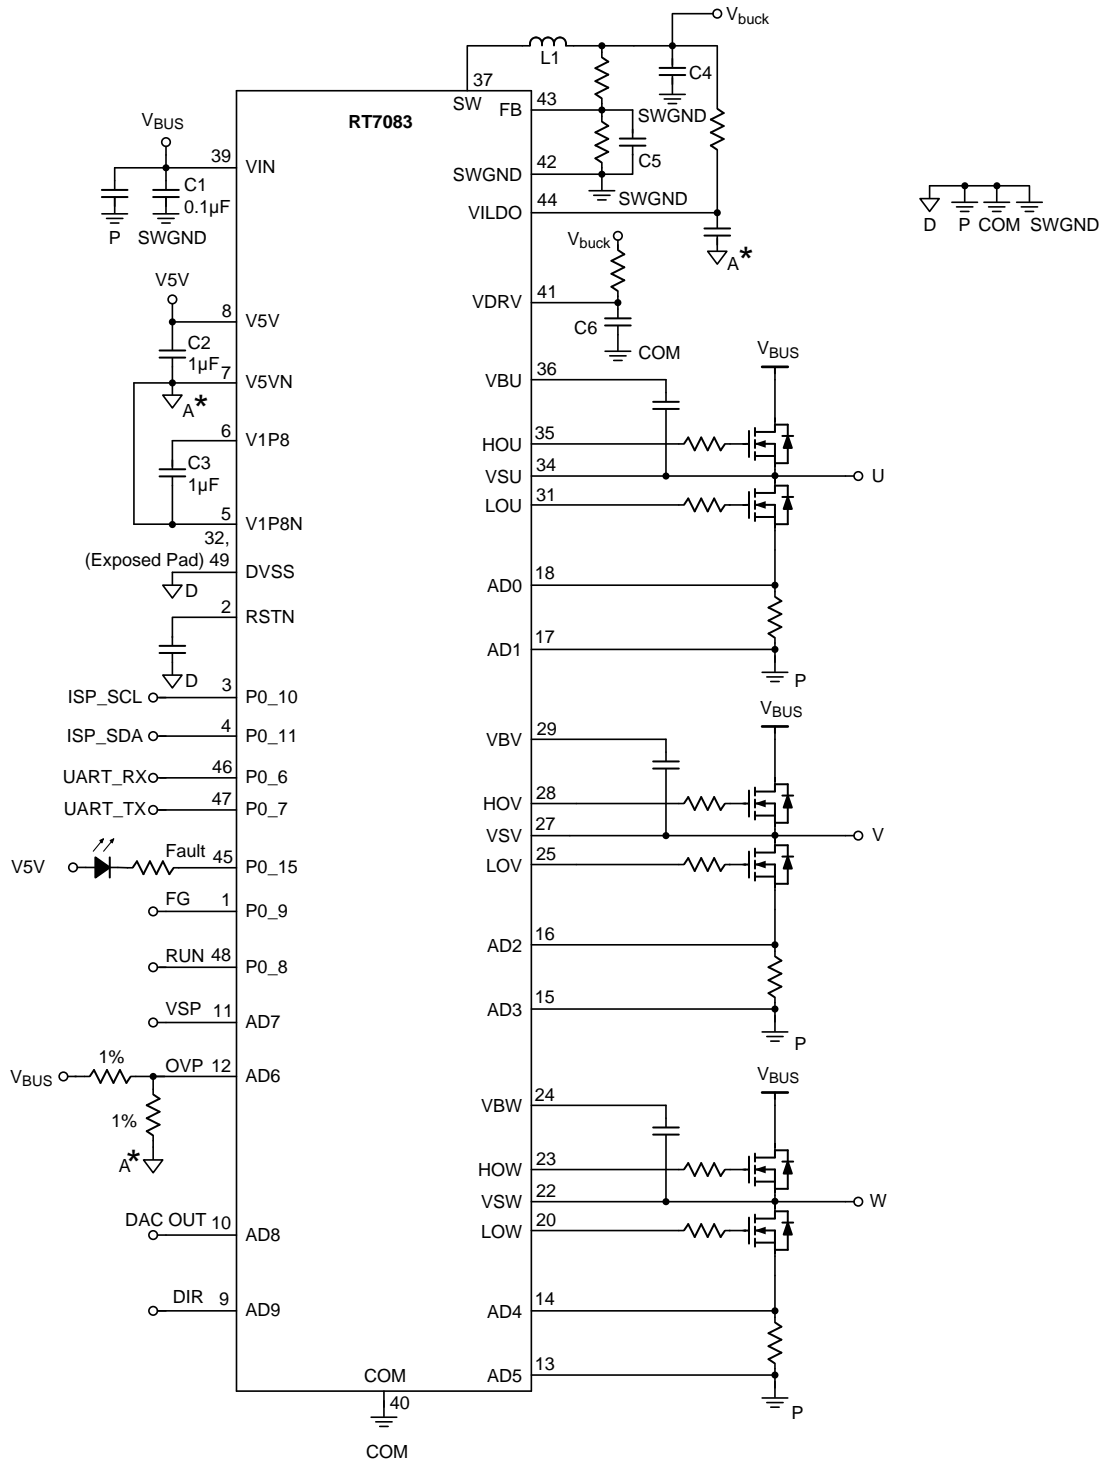 Vbuck
L1
C4
37
SW
SWGND
43
FB
RT7083
C5
42
SWGND
SWGND
44
VILDO
A*
VBUS
39
VIN
C1
0.1µF
P
SWGND
D
P
COM
SWGND
Vbuck
41
VDRV
C6
COM
V5V
8
V5V
C2
1µF
7
V5VN
A*
6
V1P8
C3
1µF
5
V1P8N
32,
(Exposed Pad) 49
DVSS
D
2
RSTN
D
ISP_SCL
3
P0_10
ISP_SDA
4
P0_11
UART_RX
46
P0_6
UART_TX
47
P0_7
V5V
Fault
45
P0_15
FG
1
P0_9
RUN
48
P0_8
VSP
11
AD7
VBUS
1%
OVP
12
AD6
1%
A*
DAC OUT
10
AD8
DIR
9
AD9
VBUS
36
VBU
35
HOU
34
VSU
U
31
LOU
18
AD0
17
AD1
P
VBUS
29
VBV
28
HOV
27
VSV
V
25
LOV
16
AD2
15
AD3
P
VBUS
24
VBW
23
HOW
22
VSW
W
20
LOW
14
AD4
13
AD5
P
COM
40
COM